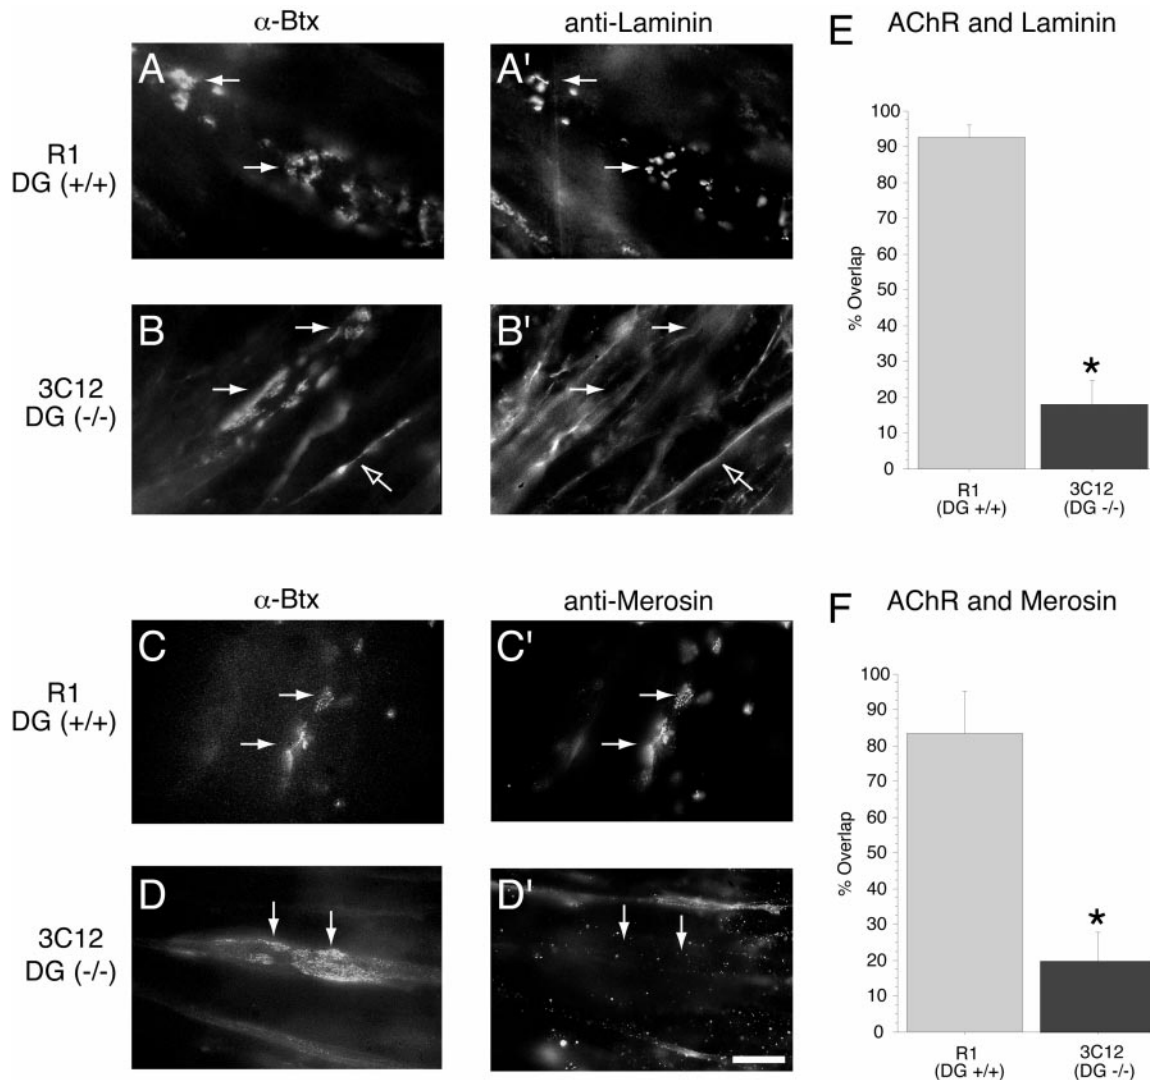 α-Btx
anti-Laminin
R1
DG (+/+)
A
A'
3C12
DG (-/-)
B
B'
E
AChR and Laminin
100
90
80
70
60
50
40
30
20
10
0
% Overlap
*
R1
(DG +/+)
3C12
(DG -/-)
α-Btx
anti-Merosin
R1
DG (+/+)
C
C'
3C12
DG (-/-)
D
D'
F
AChR and Merosin
100
90
80
70
60
50
40
30
20
10
0
% Overlap
*
R1
(DG +/+)
3C12
(DG -/-)